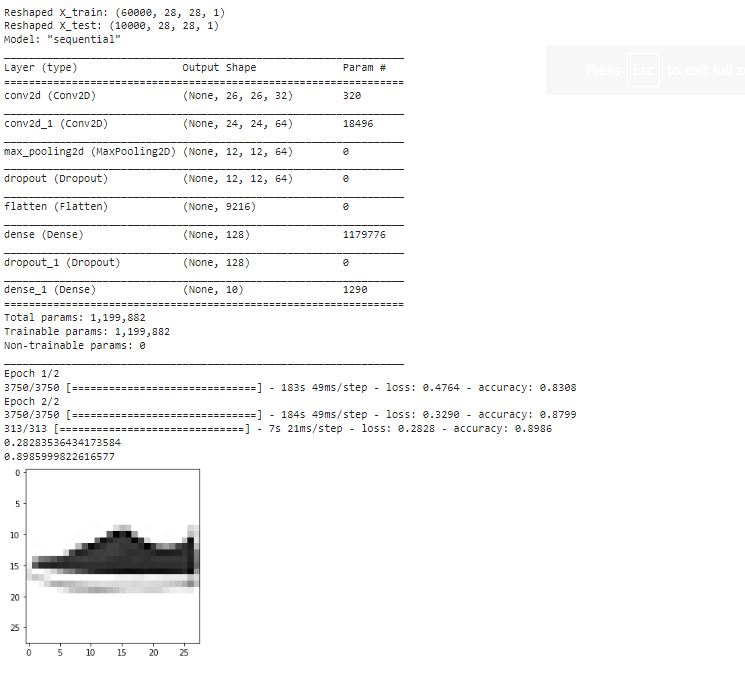 Reshaped X_train: (60000, 28, 28, 1)
Reshaped X_test: (10000, 28, 28, 1)
Model: "sequential"
Layer (type) Output Shape Param #
=================================================================
conv2d (Conv2D) (None, 26, 26, 32) 320
conv2d_1 (Conv2D) (None, 24, 24, 64) 18496
max_pooling2d (MaxPooling2D) (None, 12, 12, 64) 0
dropout (Dropout) (None, 12, 12, 64) 0
flatten (Flatten) (None, 9216) 0
dense (Dense) (None, 128) 1179776
dropout_1 (Dropout) (None, 128) 0
dense_1 (Dense) (None, 10) 1290
=================================================================
Total params: 1,199,882
Trainable params: 1,199,882
Non-trainable params: 0
Epoch 1/2
3750/3750 [==============================] - 183s 49ms/step - loss: 0.4764 - accuracy: 0.8308
Epoch 2/2
3750/3750 [==============================] - 184s 49ms/step - loss: 0.3290 - accuracy: 0.8799
313/313 [==============================] - 7s 21ms/step - loss: 0.2828 - accuracy: 0.8986
0.28283536434173584
0.8985999822616577
0
5
10
15
20
25
0 5 10 15 20 25
Press Esc to exit full s